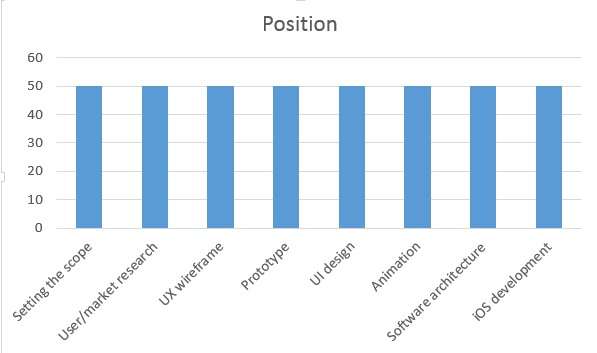 Position
60
50
40
30
20
10
0
Setting the scope
User/market research
UX wireframe
Prototype
UI design
Animation
Software architecture
iOS development